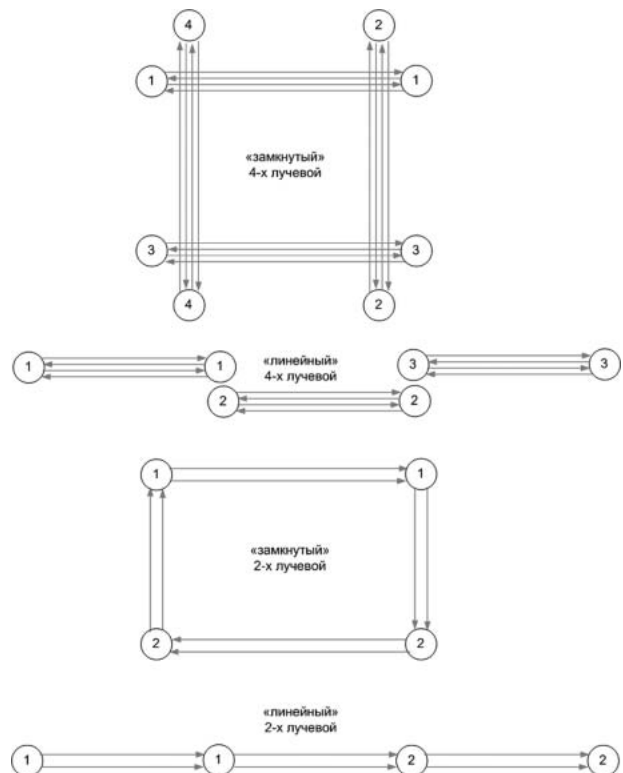 4 2
1 1
«замкнутый»
4-х лучевой
3 3
4 2
1 1 «линейный» 3 3
4-х лучевой
2 2
1 1
«замкнутый»
2-х лучевой
2 2
«линейный»
2-х лучевой
1 1 2 2